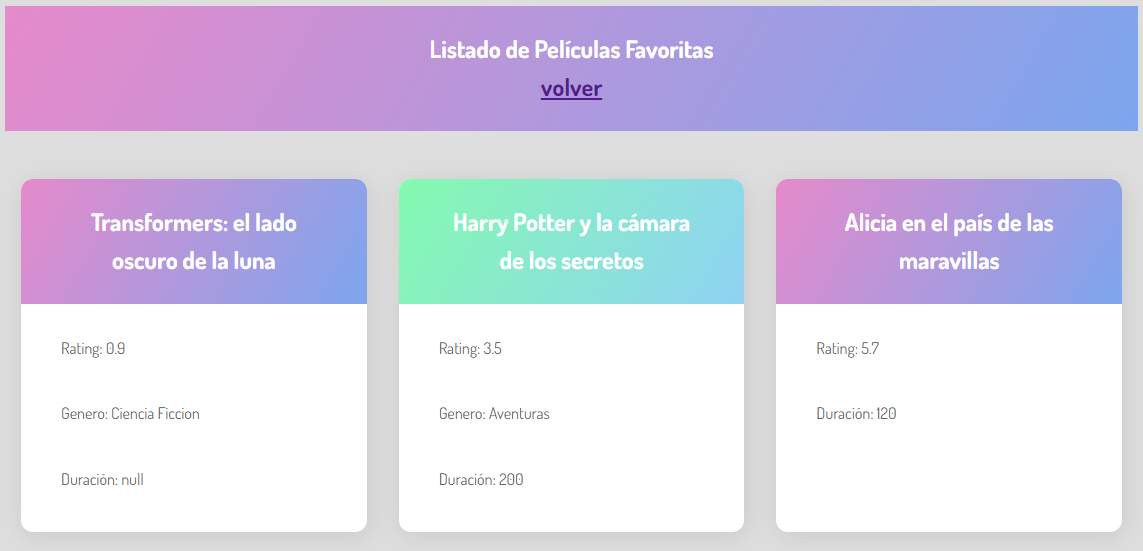 Listado de Películas Favoritas
volver
Transformers: el lado
oscuro de la luna
Rating: 0.9
Genero: Ciencia Ficcion
Duración: null
Harry Potter y la cámara
de los secretos
Rating: 3.5
Genero: Aventuras
Duración: 200
Alicia en el país de las
maravillas
Rating: 5.7
Duración: 120